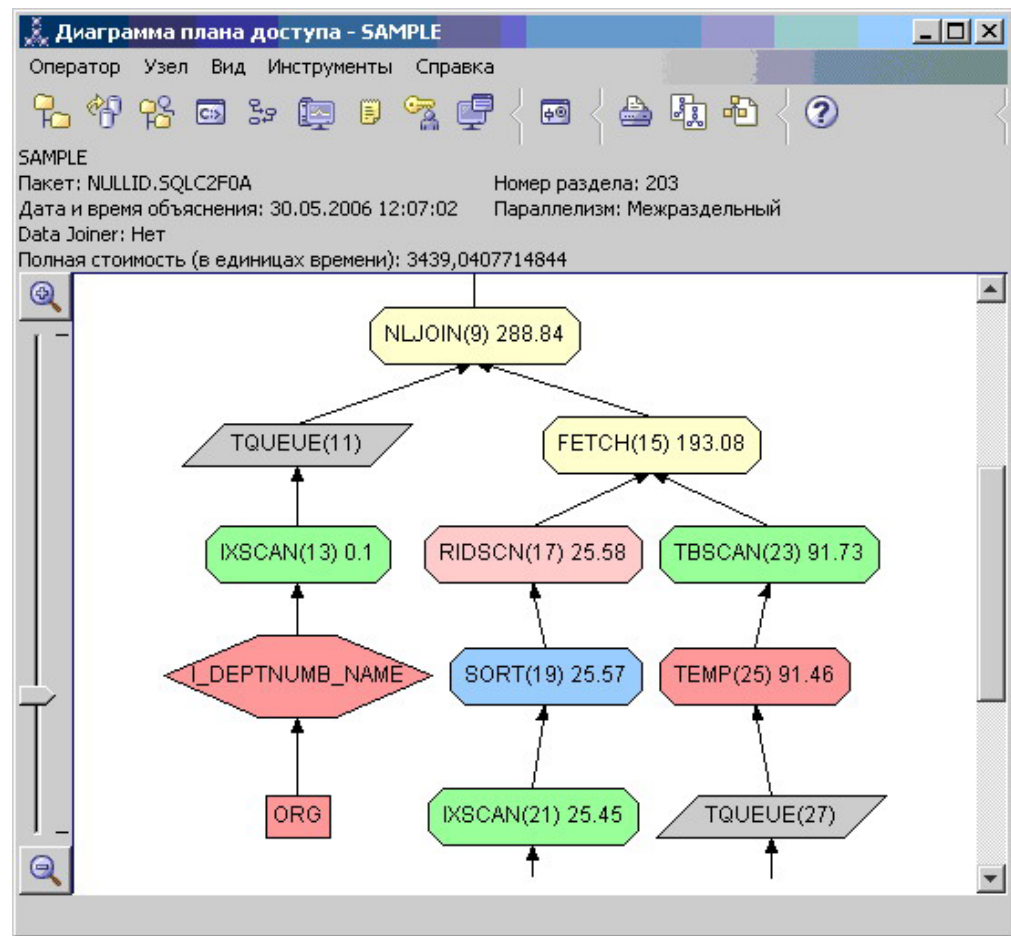 Диаграмма плана доступа - SAMPLE
Оператор Узел Вид Инструменты Справка
SAMPLE
Пакет: NULLID.SQLC2F0A Номер раздела: 203
Дата и время объяснения: 30.05.2006 12:07:02 Параллелизм: Межраздельный
Data Joiner: Нет
Полная стоимость (в единицах времени): 3439,0407714844
NLJOIN(9) 288.84
TQUEUE(11) FETCH(15) 193.08
IXSCAN(13) 0.1 RIDSCN(17) 25.58 TBSCAN(23) 91.73
I_DEPTNUMB_NAME SORT(19) 25.57 TEMP(25) 91.46
ORG IXSCAN(21) 25.45 TQUEUE(27)